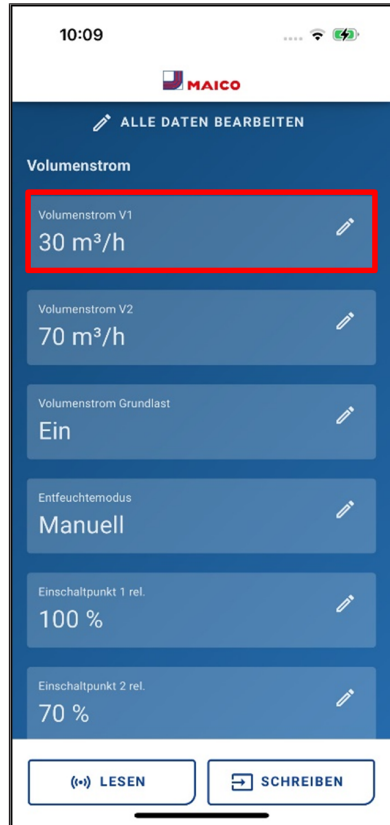 10:09
MAICO
ALLE DATEN BEARBEITEN
Volumenstrom
Volumenstrom V1
30 m³/h
Volumenstrom V2
70 m³/h
Volumenstrom Grundlast
Ein
Entfeuchtemodus
Manuell
Einschaltpunkt 1 rel.
100 %
Einschaltpunkt 2 rel.
70 %
LESEN
SCHREIBEN